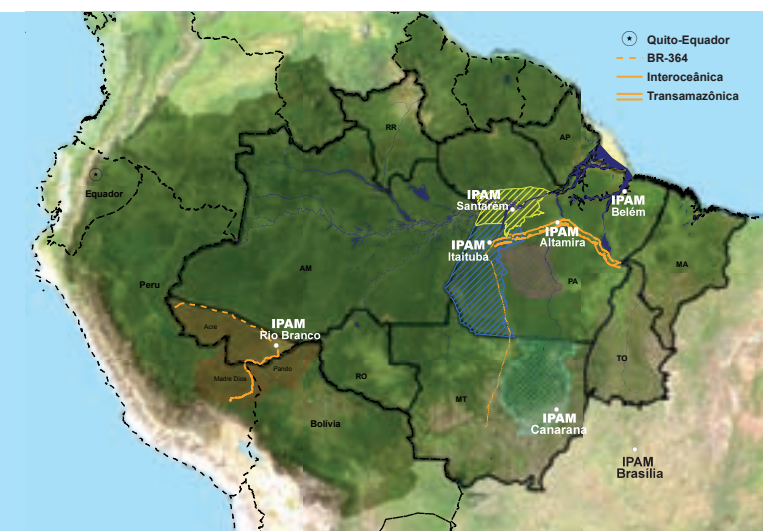 Quito-Equador
BR-364
Interoceânica
Transamazônica
RR
AP
Equador
IPAM
Santarém
IPAM
Belém
IPAM
Altamira
IPAM
Itaituba
AM
PA
MA
Peru
Acre
IPAM
Rio Branco
Madre Dios
Pando
RO
MT
TO
Bolívia
IPAM
Canarana
IPAM
Brasília